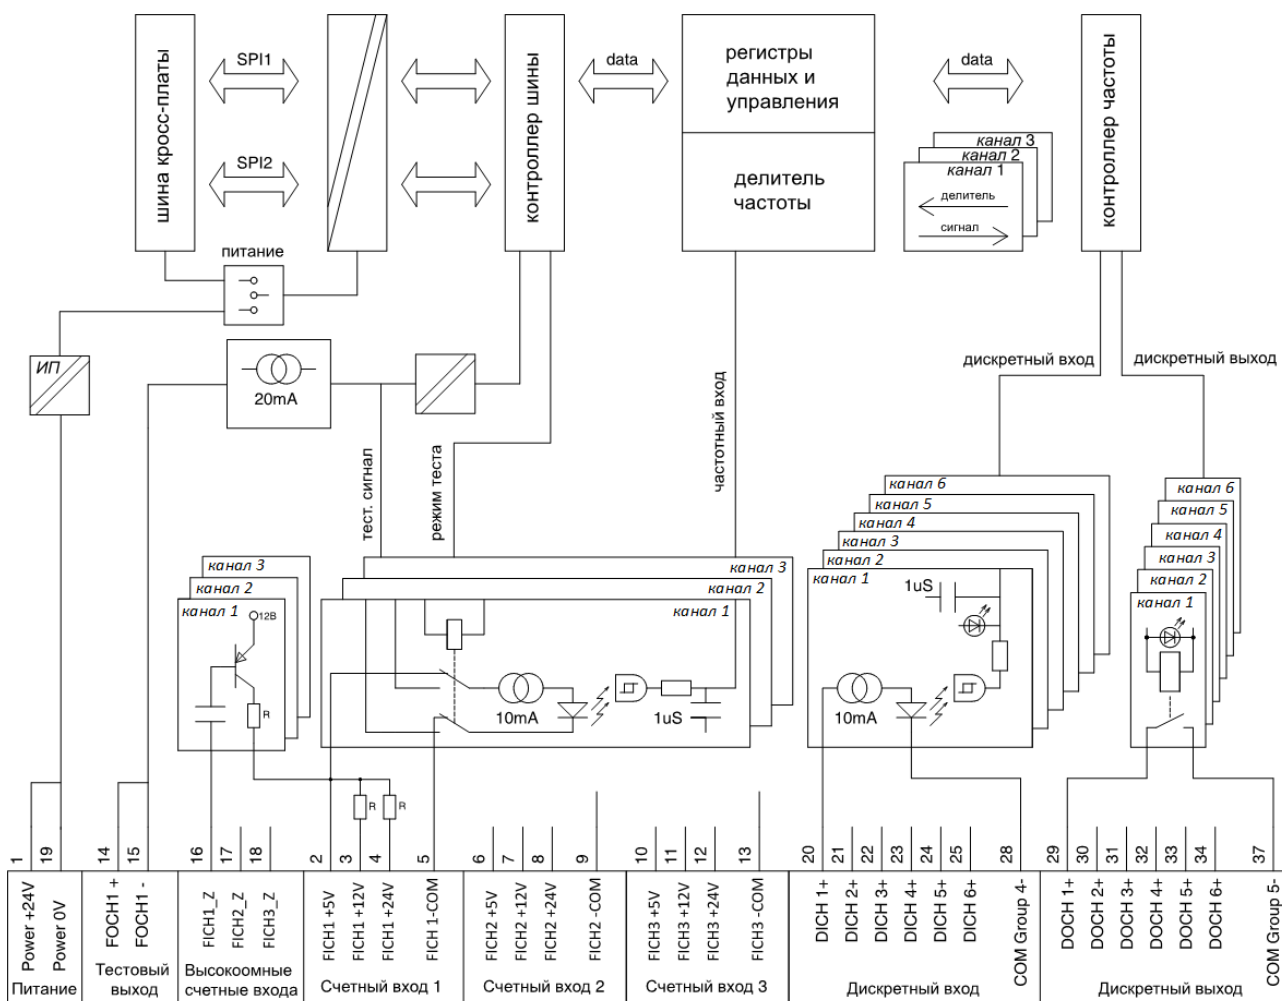 шина кросс-платы
SPI1
SPI2
контроллер шины
data
регистры
данных и
управления
делитель
частоты
data
канал 3
канал 2
канал 1
делитель
сигнал
контроллер частоты
питание
ИП
20mA
тест. сигнал
режим теста
частотный вход
дискретный вход
дискретный выход
канал 3
канал 2
канал 1
12В
R
канал 3
канал 2
канал 1
10mA
1uS
канал 6
канал 5
канал 4
канал 3
канал 2
канал 1
1uS
10mA
канал 6
канал 5
канал 4
канал 3
канал 2
канал 1
R
R
1
19
14
15
16
17
18
2
3
4
5
6
7
8
9
10
11
12
13
20
21
22
23
24
25
28
29
30
31
32
33
34
37
Power +24V
Power 0V
FOCH1 +
FOCH1 -
FICH1_Z
FICH2_Z
FICH3_Z
FICH1 +5V
FICH1 +12V
FICH1 +24V
FICH 1-COM
FICH2 +5V
FICH2 +12V
FICH2 +24V
FICH2 -COM
FICH3 +5V
FICH3 +12V
FICH3 +24V
FICH3 -COM
DICH 1+
DICH 2+
DICH 3+
DICH 4+
DICH 5+
DICH 6+
COM Group 4-
DOCH 1+
DOCH 2+
DOCH 3+
DOCH 4+
DOCH 5+
DOCH 6+
COM Group 5-
Питание
Тестовый
выход
Высокоомные
счетные входа
Счетный вход 1
Счетный вход 2
Счетный вход 3
Дискретный вход
Дискретный выход